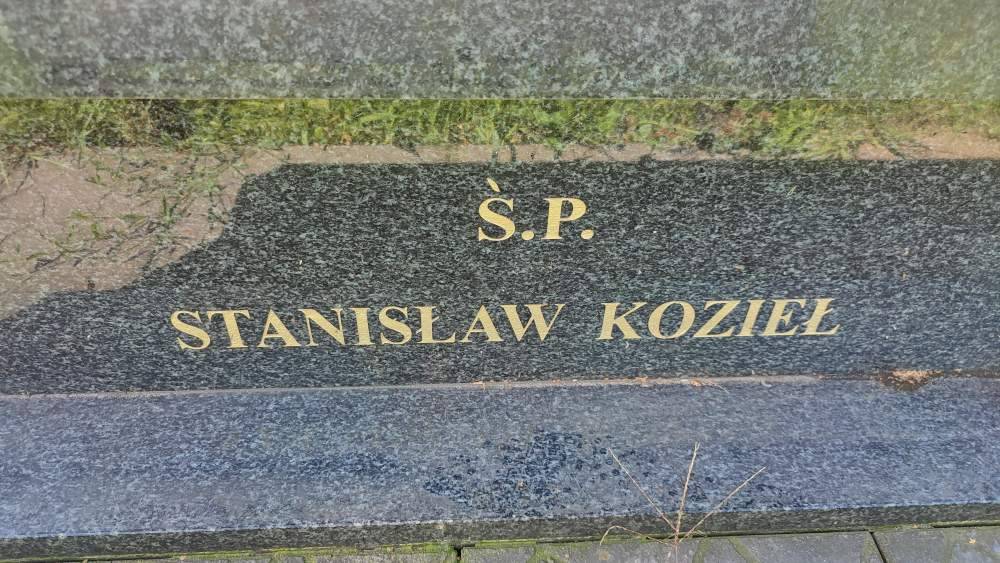 Ś.P.
STANISŁAW KOZIEŁ